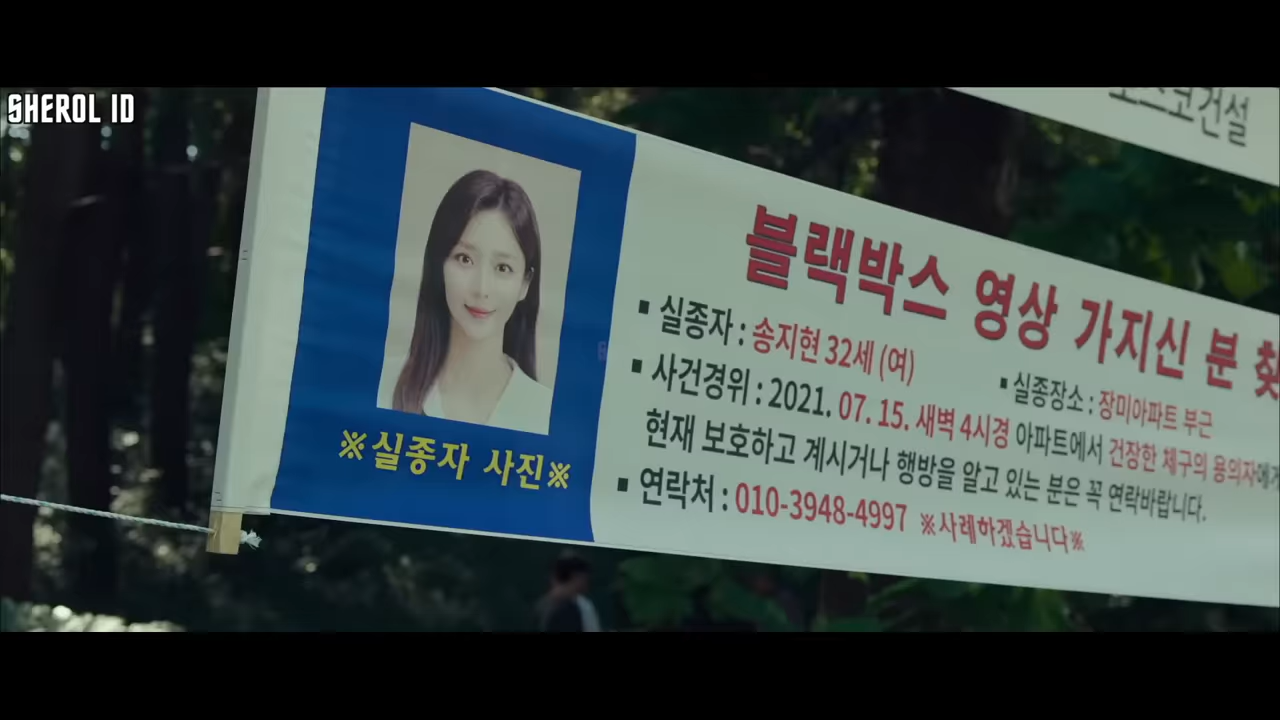 SHEROL ID
포스코건설
블랙박스 영상 가지신 분
▪ 실종자 : 송지현 32세 (여)
▪ 실종장소 : 장미아파트 부근
▪ 사건경위 : 2021. 07. 15. 새벽 4시경 아파트에서 건장한 체구의 용의자에게
현재 보호하고 계시거나 행방을 알고 있는 분은 꼭 연락바랍니다.
▪ 연락처 : 010-3948-4997 ※사례하겠습니다※
※실종자 사진※